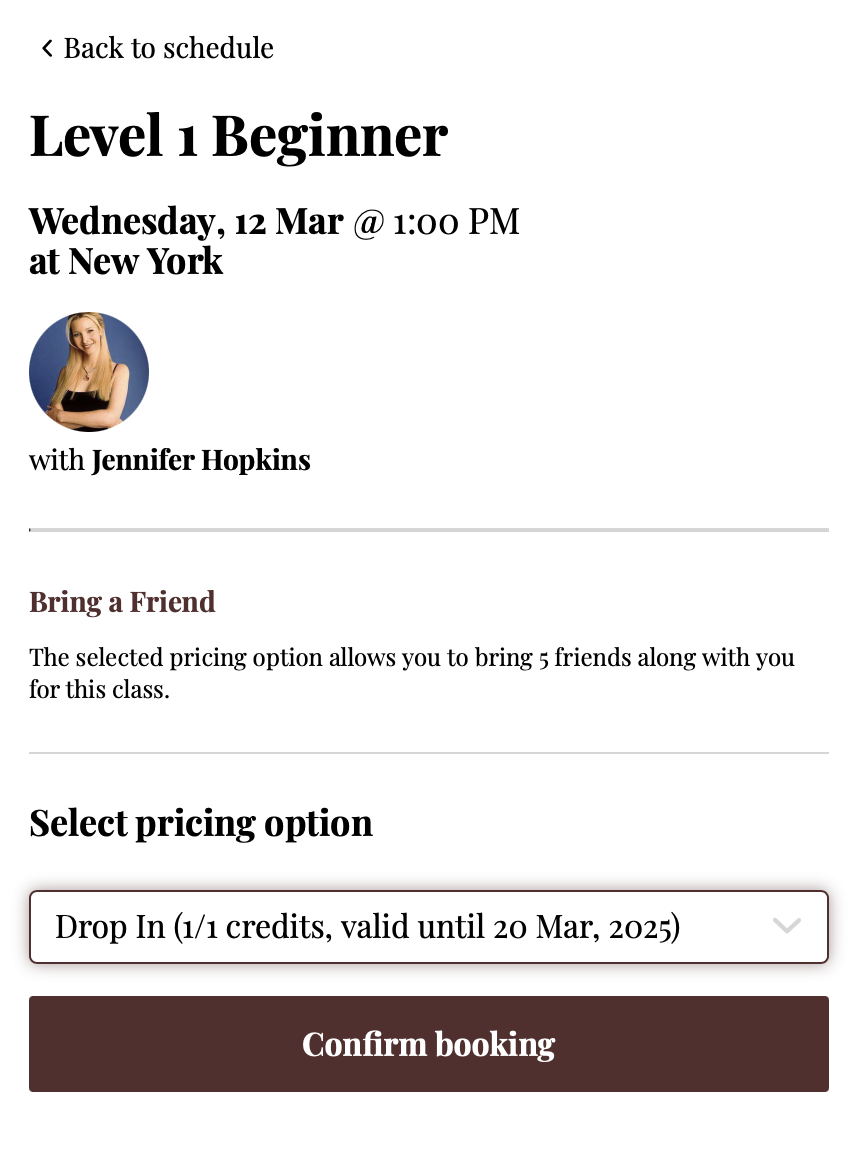 Back to schedule
Level 1 Beginner
Wednesday, 12 Mar @ 1:00 PM
at New York
with Jennifer Hopkins
Bring a Friend
The selected pricing option allows you to bring 5 friends along with you
for this class.
Select pricing option
Drop In (1/1 credits, valid until 20 Mar, 2025)
Confirm booking